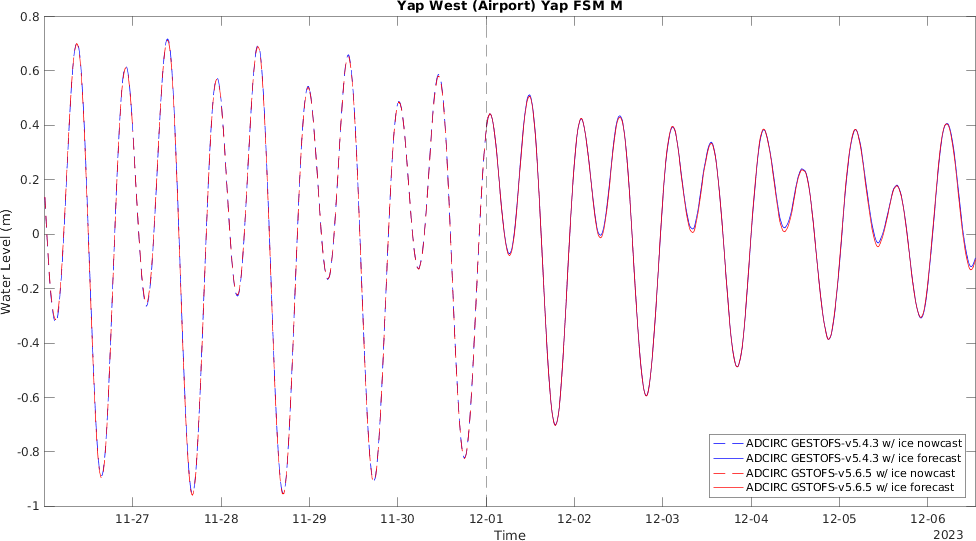 Yap West (Airport) Yap FSM M
Water Level (m)
0.8
0.6
0.4
0.2
0
-0.2
-0.4
-0.6
-0.8
-1
ADCIRC GESTOFS-v5.4.3 w/ ice nowcast
ADCIRC GESTOFS-v5.4.3 w/ ice forecast
ADCIRC GSTOFS-v5.6.5 w/ ice nowcast
ADCIRC GSTOFS-v5.6.5 w/ ice forecast
11-27 11-28 11-29 11-30 12-01 12-02 12-03 12-04 12-05 12-06
Time 2023